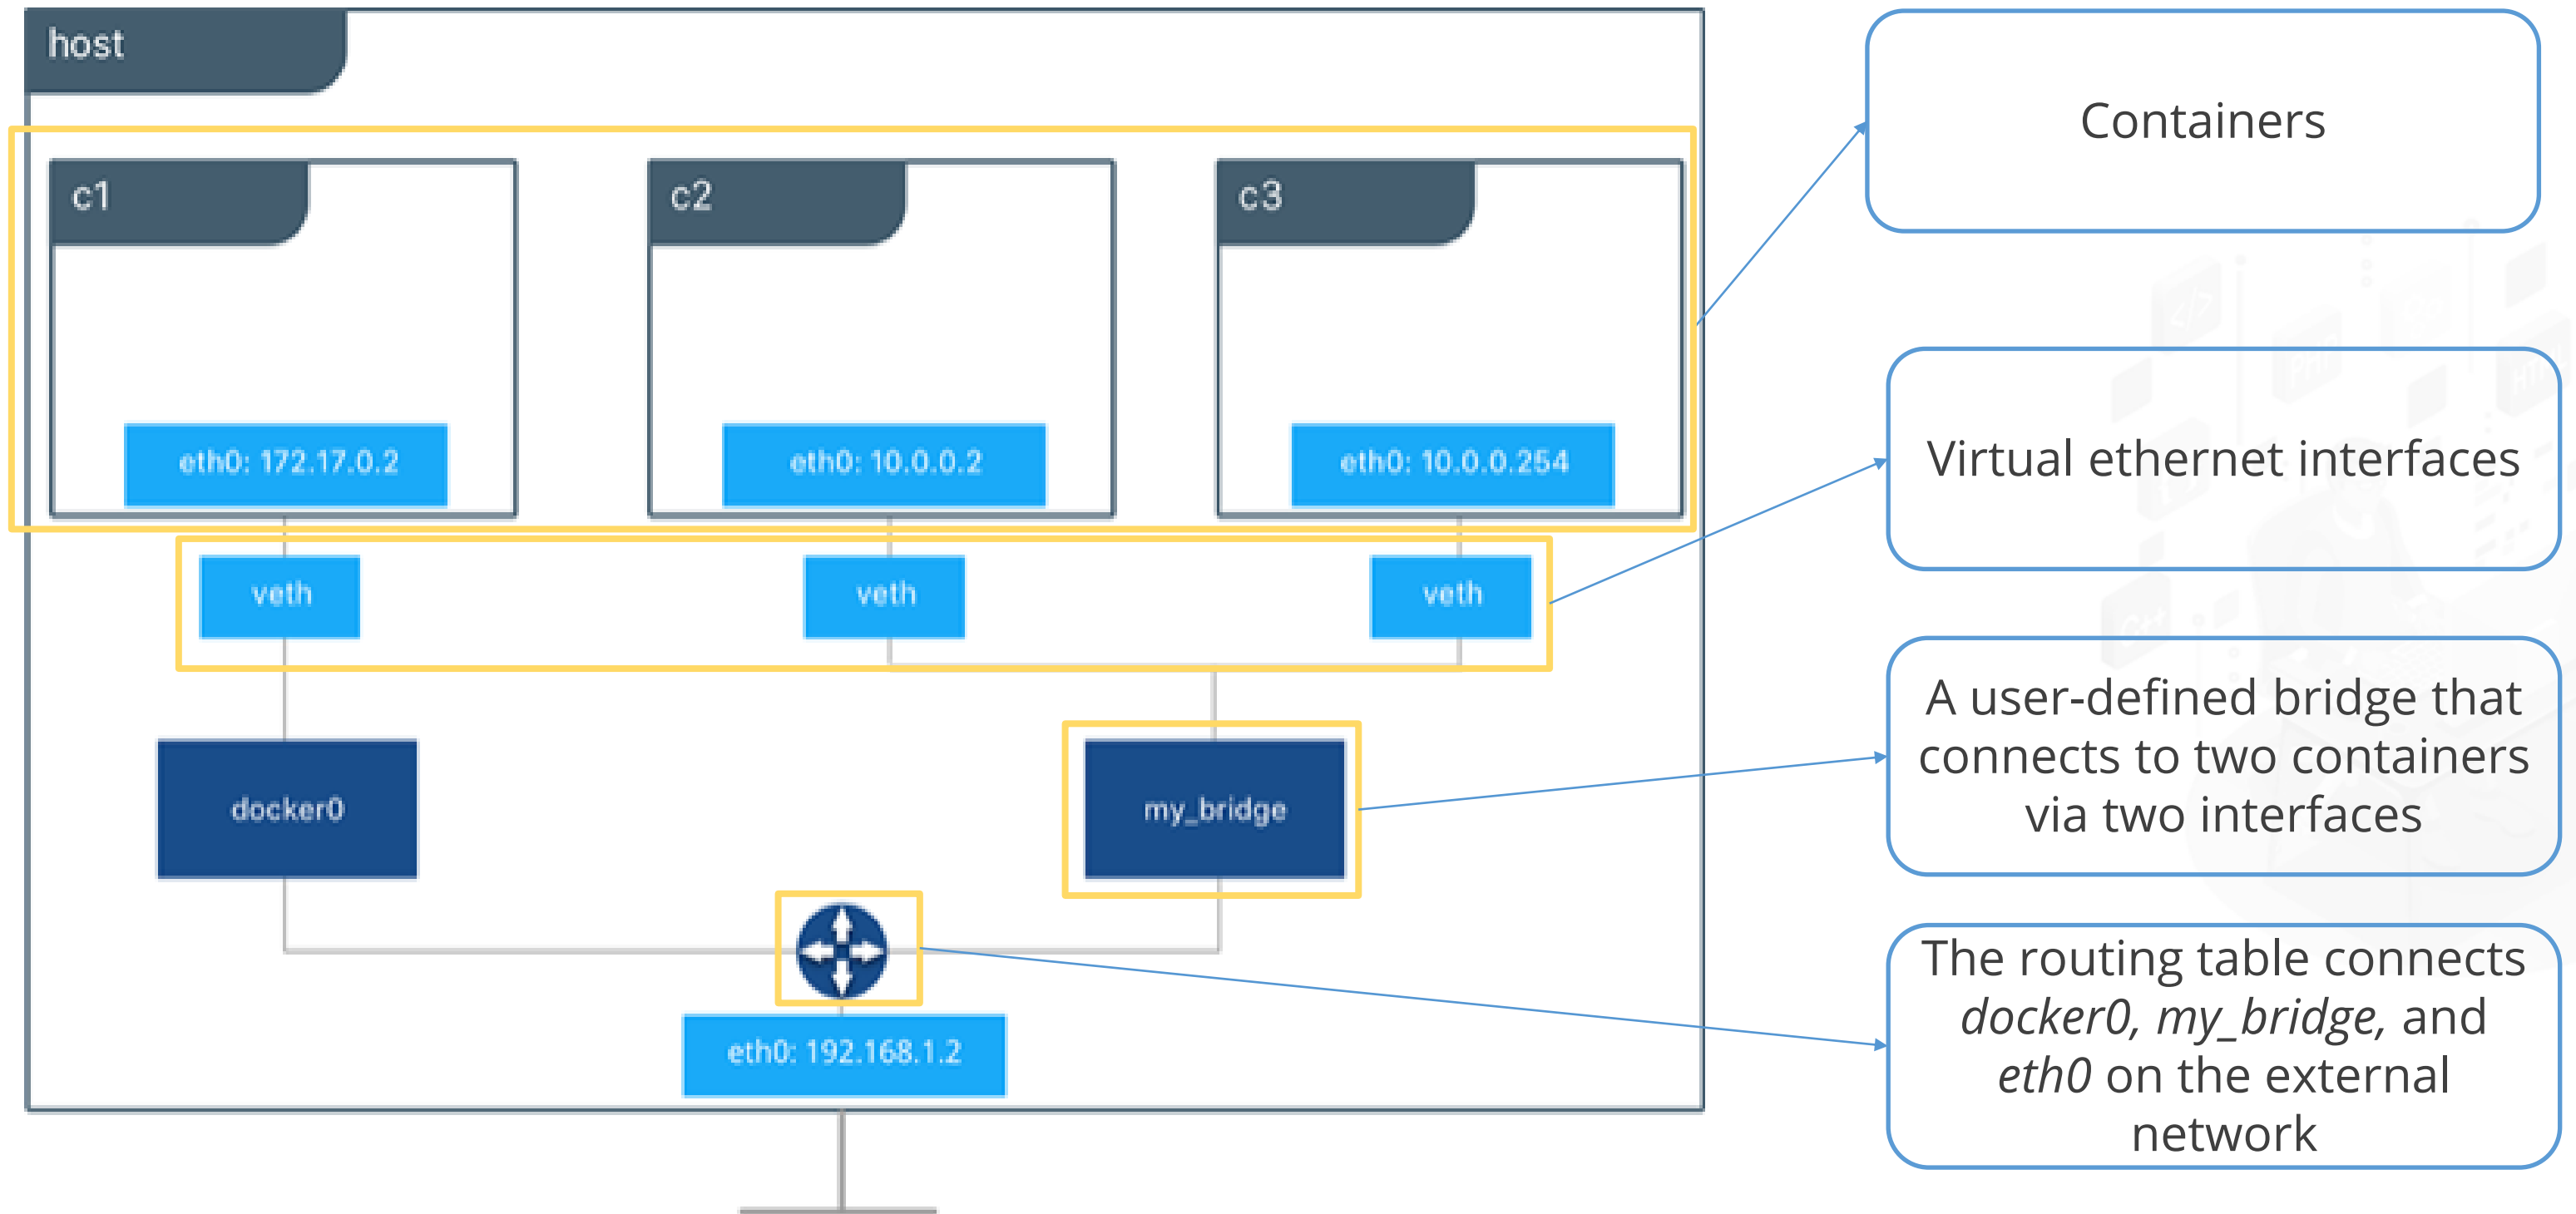 host
c1
c2
c3
eth0: 172.17.0.2
eth0: 10.0.0.2
eth0: 10.0.0.254
veth
veth
veth
docker0
my_bridge
eth0: 192.168.1.2
Containers
Virtual ethernet interfaces
A user-defined bridge that
connects to two containers
via two interfaces
The routing table connects
docker0, my_bridge, and
eth0 on the external
network